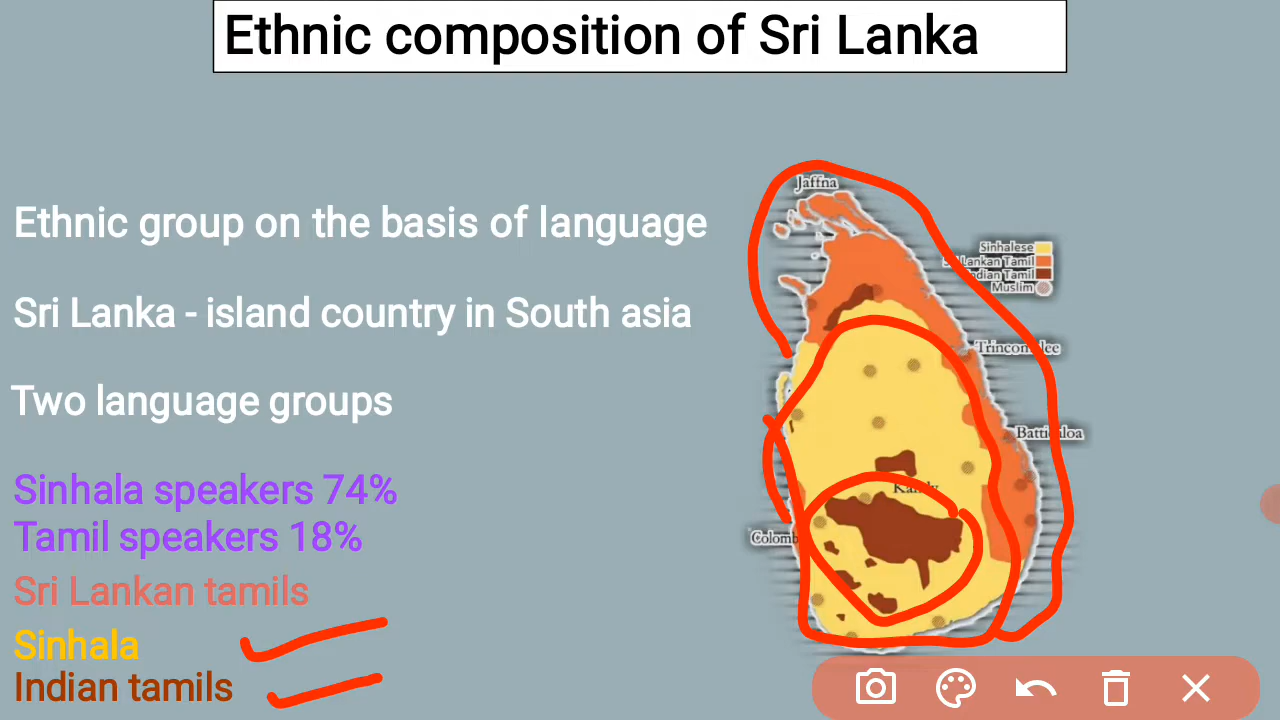 Ethnic composition of Sri Lanka
Ethnic group on the basis of language
Sri Lanka - island country in South asia
Two language groups
Sinhala speakers 74%
Tamil speakers 18%
Sri Lankan tamils
Sinhala
Indian tamils
Jaffna
Sinhalese
Lankan Tamil
Indian Tamil
Muslim